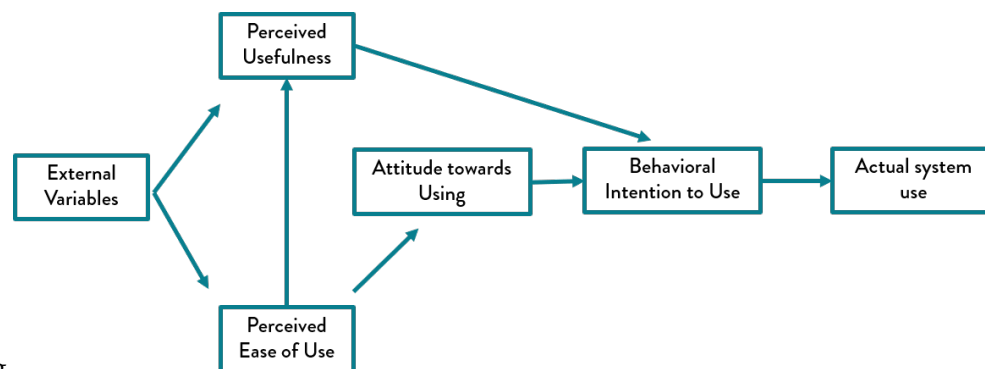 Perceived
Usefulness
External
Variables
Attitude towards
Using
Behavioral
Intention to Use
Actual system
use
Perceived
Ease of Use